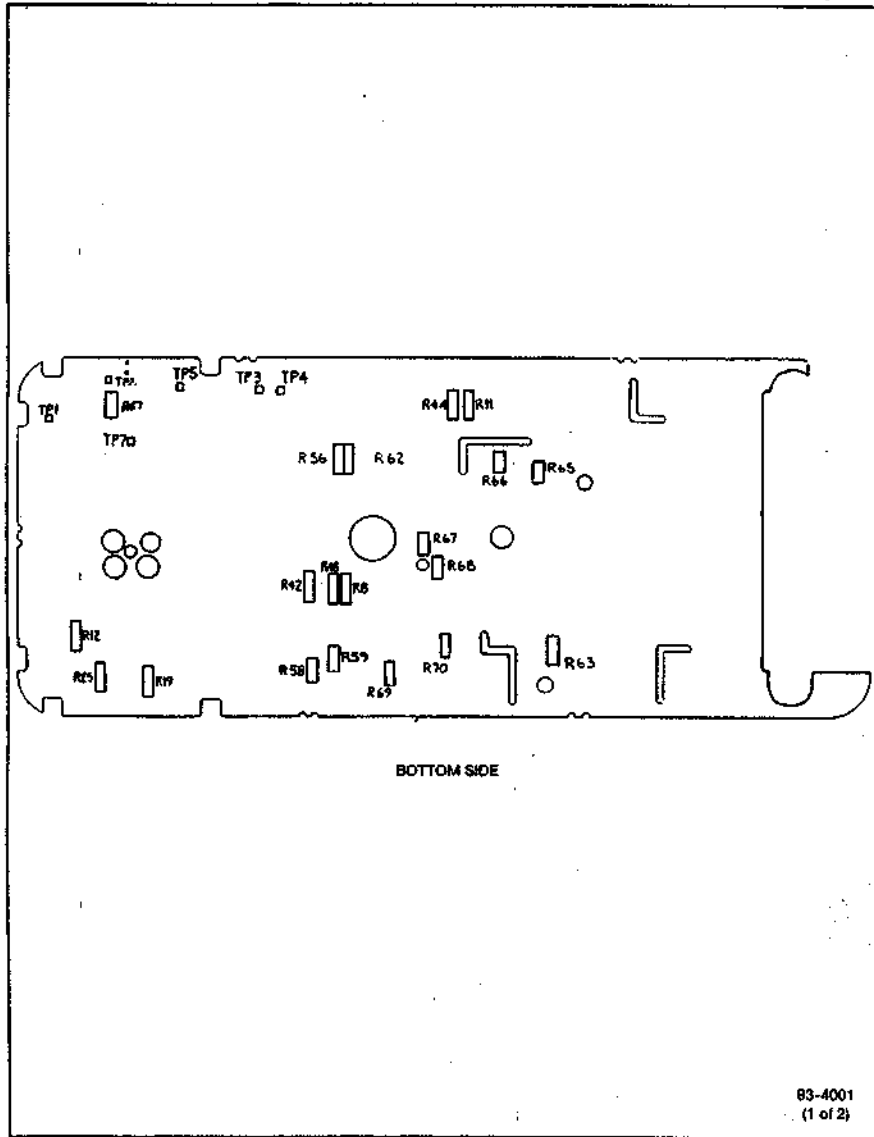 TP5
TP3
TP4
TP1
R44
R11
TP7
R56
R62
R66
R65
R67
R68
R42
R8
R12
R59
R58
R70
R63
R69
R19
BOTTOM SIDE
83-4001
(1 of 2)